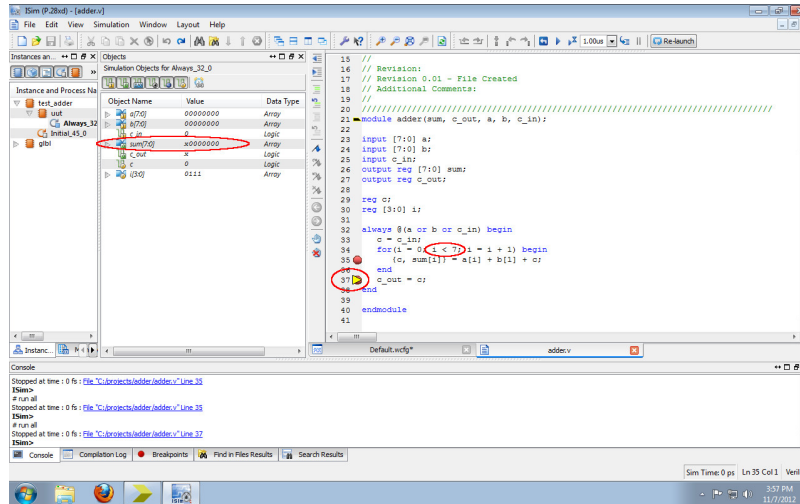 ISim (P.28xd) - [adder.v]
File Edit View Simulation Window Layout Help
1.00us Re-launch
Instances an...
Instance and Process Na
test_adder
uut
Always_32
Initial_45_0
glbl
Objects
Simulation Objects for Always_32_0
Object Name Value Data Type
a[7:0] 00000000 Array
b[7:0] 00000000 Array
c_in 0 Logic
sum[7:0] x0000000 Array
c_out x Logic
c 0 Logic
i[3:0] 0111 Array
15 //
16 // Revision:
17 // Revision 0.01 - File Created
18 // Additional Comments:
19 //
20 //////////////////////////////////////////////////////////////////////////////////
21 module adder(sum, c_out, a, b, c_in);
22
23 input [7:0] a;
24 input [7:0] b;
25 input c_in;
26 output reg [7:0] sum;
27 output reg c_out;
28
29 reg c;
30 reg [3:0] i;
31
32 always @(a or b or c_in) begin
33 c = c_in;
34 for(i = 0; i < 7; i = i + 1) begin
35 {c, sum[i]} = a[i] + b[i] + c;
36 end
37 c_out = c;
38 end
39
40 endmodule
41
Instanc...
Default.wcfg*
adder.v
Console
Stopped at time : 0 fs : File "C:/projects/adder/adder.v" Line 35
ISim>
# run all
Stopped at time : 0 fs : File "C:/projects/adder/adder.v" Line 35
ISim>
# run all
Stopped at time : 0 fs : File "C:/projects/adder/adder.v" Line 37
ISim>
Console Compilation Log Breakpoints Find in Files Results Search Results
Sim Time: 0 ps Ln 35 Col 1 Veril
3:57 PM
11/7/2012